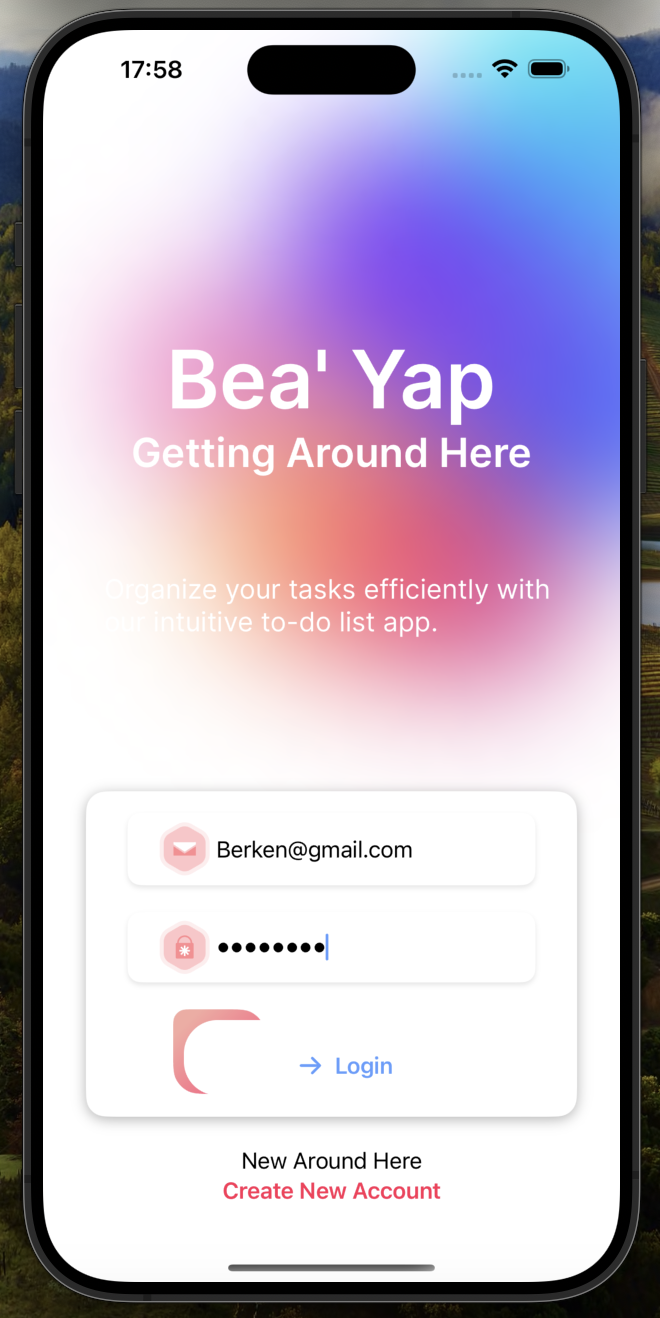 17:58
Bea' Yap
Getting Around Here
Organize your tasks efficiently with
our intuitive to-do list app.
Berken@gmail.com
••••••••
Login
New Around Here
Create New Account